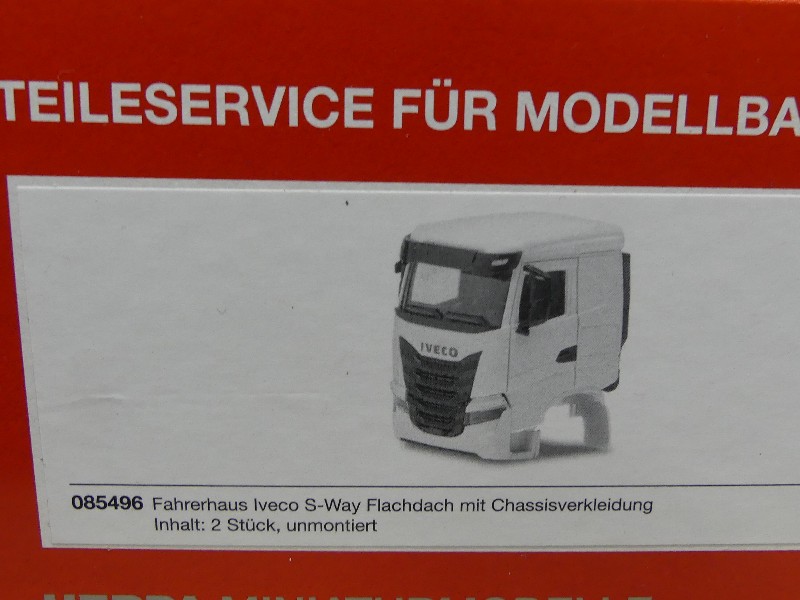 TEILESERVICE FÜR MODELLBA
IVECO
085496 Fahrerhaus Iveco S-Way Flachdach mit Chassisverkleidung
Inhalt: 2 Stück, unmontiert